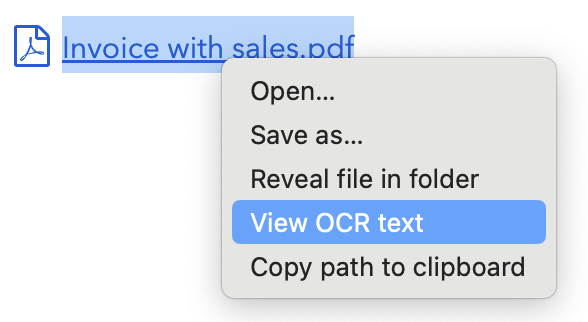 Invoice with sales.pdf
Open...
Save as...
Reveal file in folder
View OCR text
Copy path to clipboard